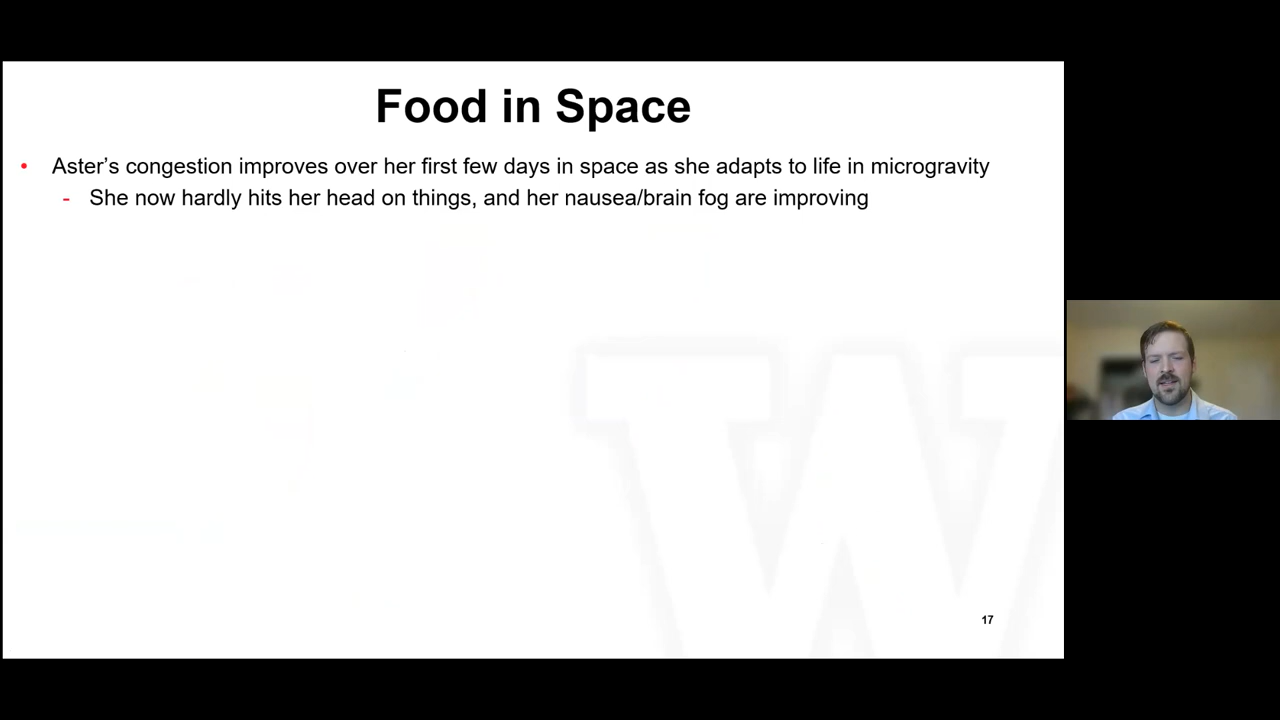 Food in Space
• Aster’s congestion improves over her first few days in space as she adapts to life in microgravity
- She now hardly hits her head on things, and her nausea/brain fog are improving
W
17